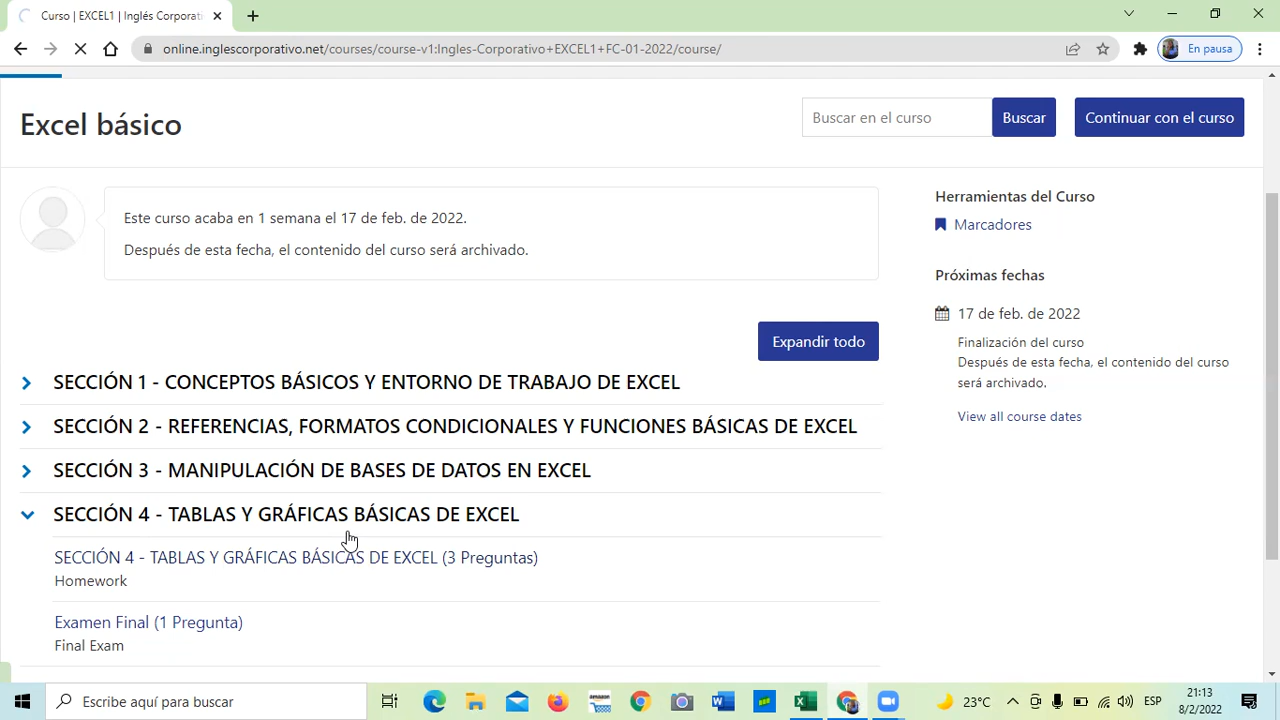 Curso | EXCEL1 | Inglés Corporati
online.inglescorporativo.net/courses/course-v1:Ingles-Corporativo+EXCEL1+FC-01-2022/course/
En pausa
Excel básico
Buscar en el curso
Buscar
Continuar con el curso
Este curso acaba en 1 semana el 17 de feb. de 2022.
Después de esta fecha, el contenido del curso será archivado.
Herramientas del Curso
Marcadores
Próximas fechas
17 de feb. de 2022
Finalización del curso
Después de esta fecha, el contenido del curso
será archivado.
View all course dates
Expandir todo
SECCIÓN 1 - CONCEPTOS BÁSICOS Y ENTORNO DE TRABAJO DE EXCEL
SECCIÓN 2 - REFERENCIAS, FORMATOS CONDICIONALES Y FUNCIONES BÁSICAS DE EXCEL
SECCIÓN 3 - MANIPULACIÓN DE BASES DE DATOS EN EXCEL
SECCIÓN 4 - TABLAS Y GRÁFICAS BÁSICAS DE EXCEL
SECCIÓN 4 - TABLAS Y GRÁFICAS BÁSICAS DE EXCEL (3 Preguntas)
Homework
Examen Final (1 Pregunta)
Final Exam
Escribe aquí para buscar
amazon
23°C
ESP
21:13
8/2/2022